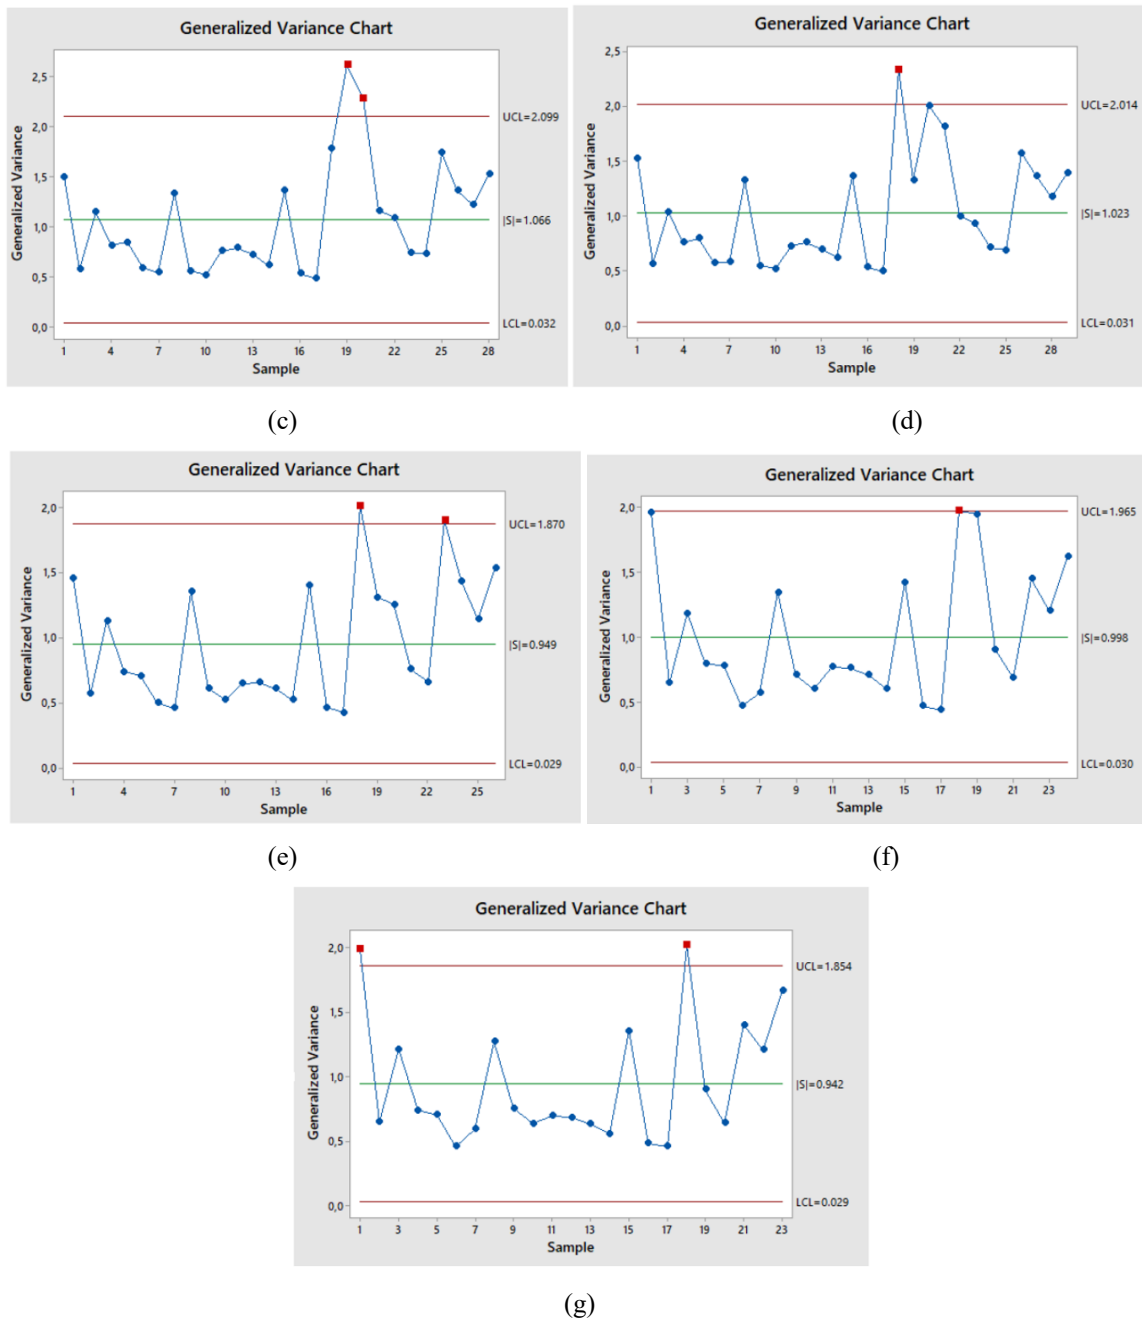 Generalized Variance Chart
Generalized Variance
2,5
2,0
1,5
1,0
0,5
0,0
UCL=2.099
|S|=1.066
LCL=0.032
1 4 7 10 13 16 19 22 25 28
Sample
(c)
Generalized Variance Chart
Generalized Variance
2,5
2,0
1,5
1,0
0,5
0,0
UCL=2.014
|S|=1.023
LCL=0.031
1 4 7 10 13 16 19 22 25 28
Sample
(d)
Generalized Variance Chart
Generalized Variance
2,0
1,5
1,0
0,5
0,0
UCL=1.870
|S|=0.949
LCL=0.029
1 4 7 10 13 16 19 22 25
Sample
(e)
Generalized Variance Chart
Generalized Variance
2,0
1,5
1,0
0,5
0,0
UCL=1.965
|S|=0.998
LCL=0.030
1 3 5 7 9 11 13 15 17 19 21 23
Sample
(f)
Generalized Variance Chart
Generalized Variance
2,0
1,5
1,0
0,5
0,0
UCL=1.854
|S|=0.942
LCL=0.029
1 3 5 7 9 11 13 15 17 19 21 23
Sample
(g)